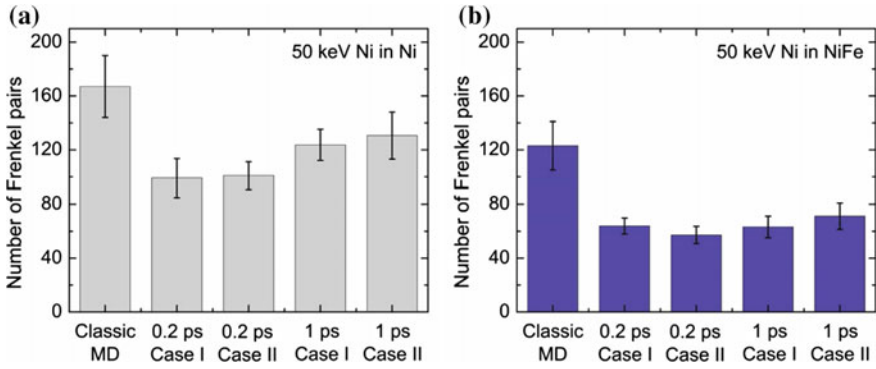 (a)
50 keV Ni in Ni
Number of Frenkel pairs
200
160
120
80
40
0
Classic MD
0.2 ps Case I
0.2 ps Case II
1 ps Case I
1 ps Case II
(b)
50 keV Ni in NiFe
Number of Frenkel pairs
200
160
120
80
40
0
Classic MD
0.2 ps Case I
0.2 ps Case II
1 ps Case I
1 ps Case II